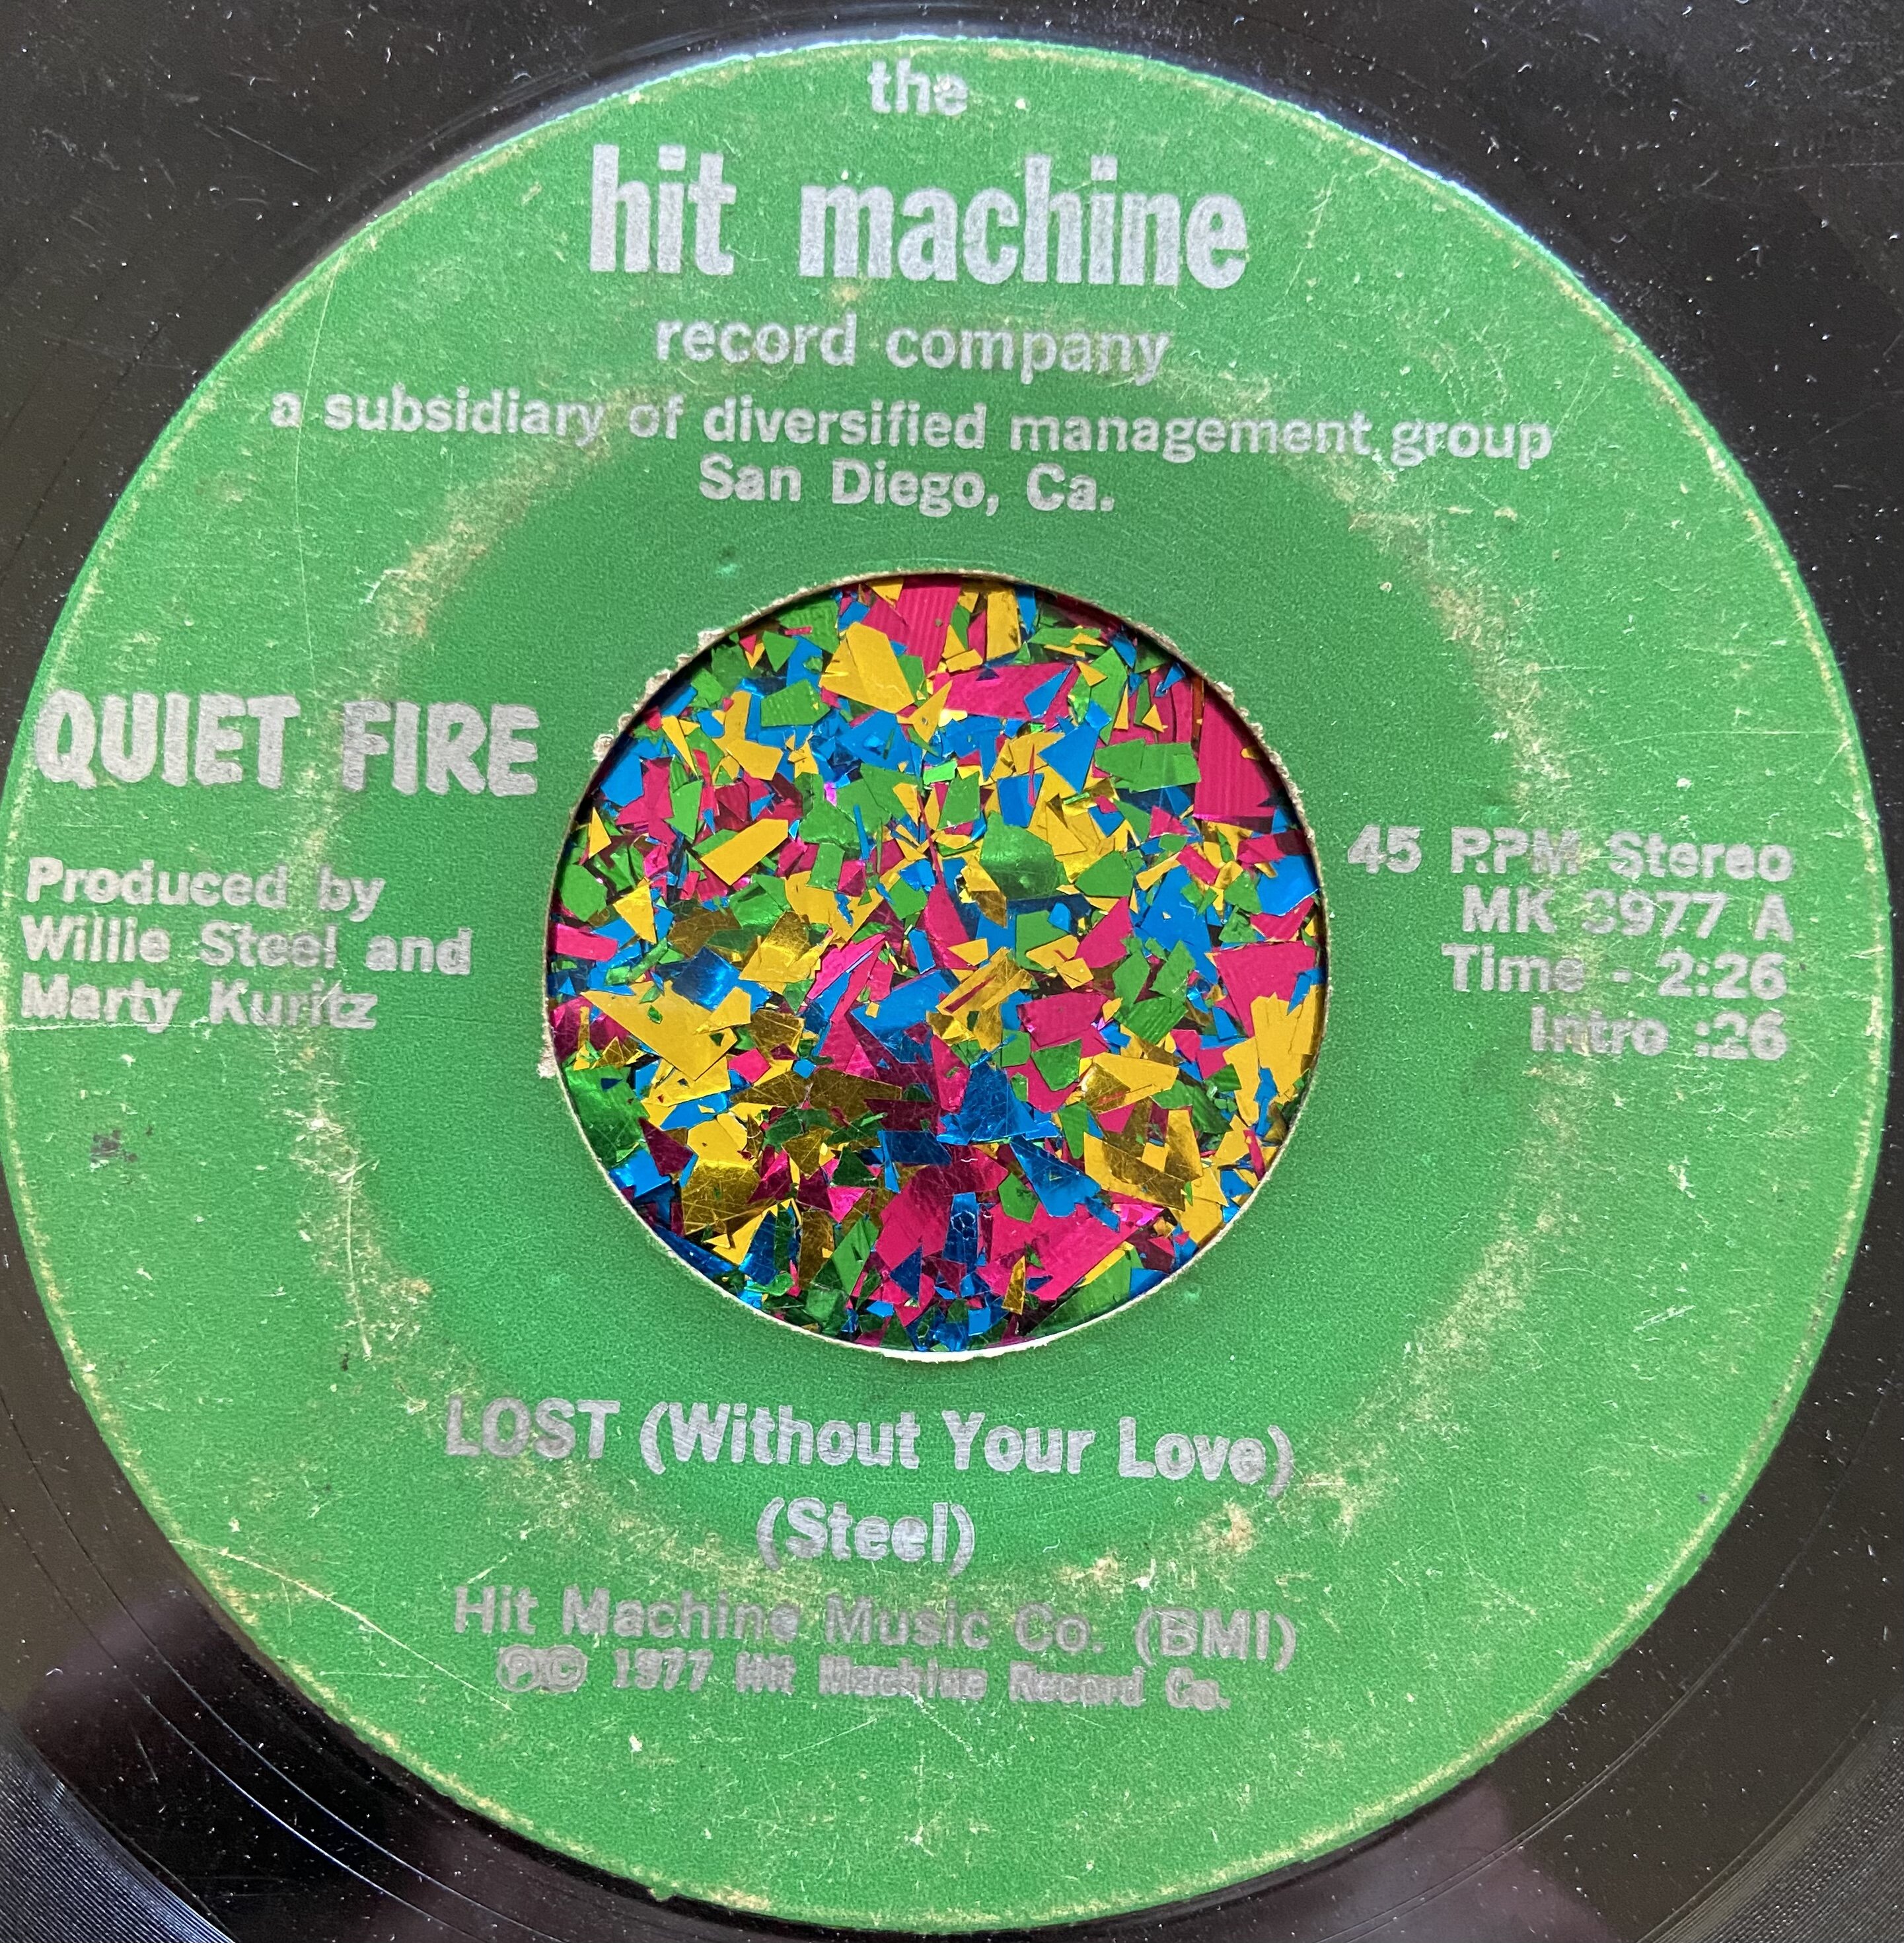 the
hit machine
record company
a subsidiary of diversified management group
San Diego, Ca.
QUIET FIRE
Produced by
Willie Steel and
Marty Kuritz
45 RPM Stereo
MK 3977 A
Time - 2:26
Intro :26
LOST (Without Your Love)
(Steel)
Hit Machine Music Co. (BMI)
℗© 1977 Hit Machine Record Co.